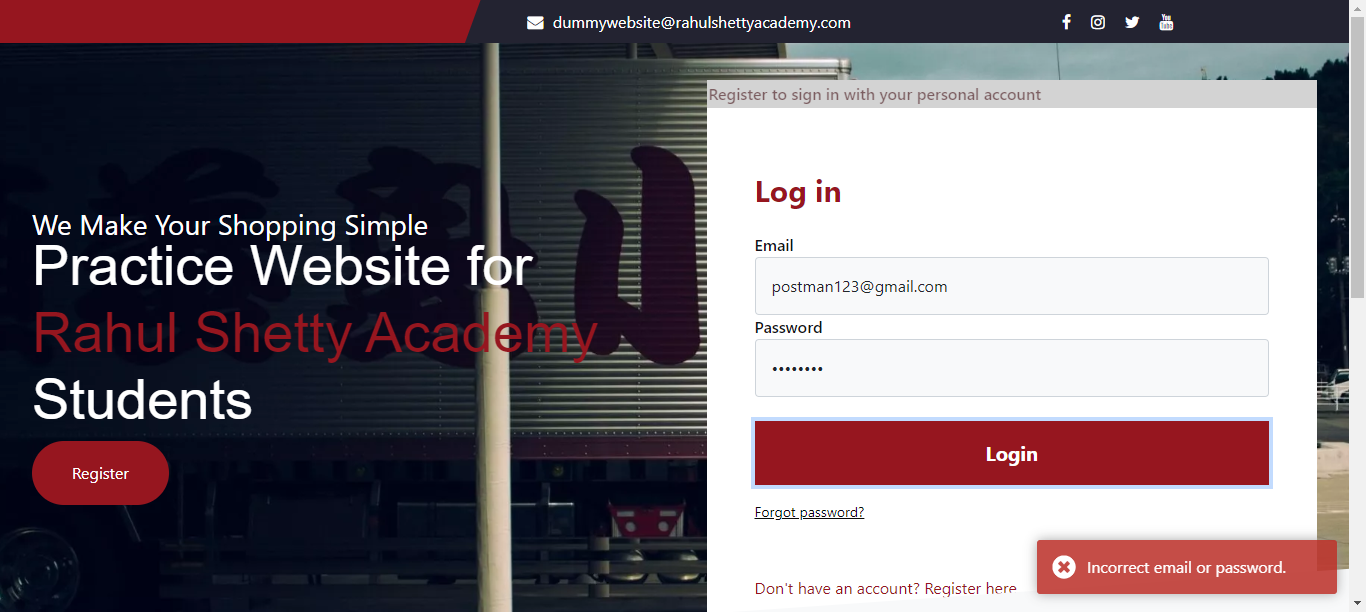 dummywebsite@rahulshettyacademy.com
We Make Your Shopping Simple
Practice Website for
Rahul Shetty Academy
Students
Register
Register to sign in with your personal account
Log in
Email
postman123@gmail.com
Password
••••••••
Login
Forgot password?
Don't have an account? Register here
Incorrect email or password.